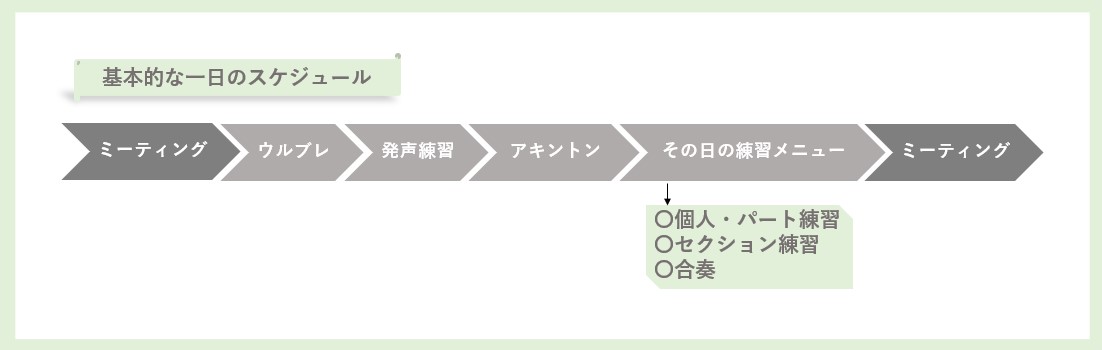 基本的な一日のスケジュール
ミーティング
ウルブレ
発声練習
アキントン
その日の練習メニュー
ミーティング
〇個人・パート練習
〇セクション練習
〇合奏